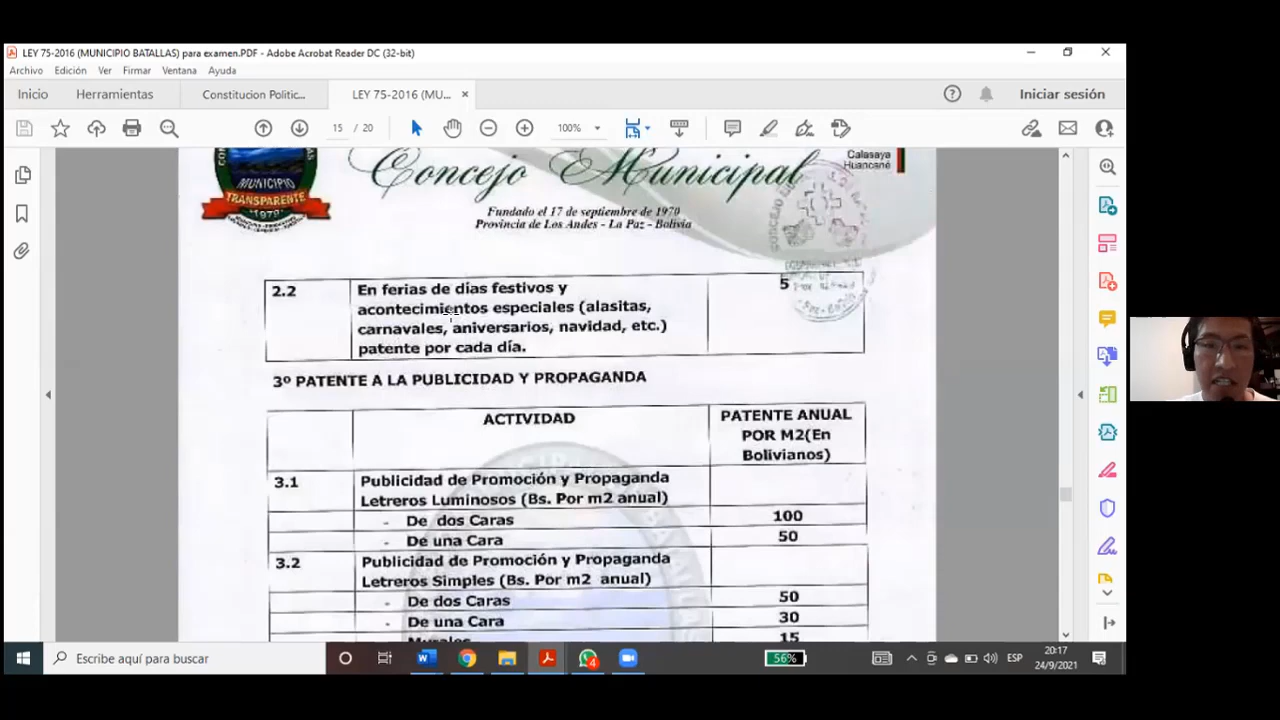 LEY 75-2016 (MUNICIPIO BATALLAS) para examen.PDF - Adobe Acrobat Reader DC (32-bit)
Archivo Edición Ver Firmar Ventana Ayuda
Inicio Herramientas Constitucion Politic... LEY 75-2016 (MU... × Iniciar sesión
15 / 20 100%
Concejo Municipal
Calasaya
Huancané
MUNICIPIO
TRANSPARENTE
1970
Fundado el 17 de septiembre de 1970
Provincia de Los Andes - La Paz - Bolivia
2.2 En ferias de días festivos y 5
acontecimientos especiales (alasitas,
carnavales, aniversarios, navidad, etc.)
patente por cada día.
3º PATENTE A LA PUBLICIDAD Y PROPAGANDA
ACTIVIDAD PATENTE ANUAL
POR M2(En
Bolivianos)
3.1 Publicidad de Promoción y Propaganda
Letreros Luminosos (Bs. Por m2 anual)
- De dos Caras 100
- De una Cara 50
3.2 Publicidad de Promoción y Propaganda
Letreros Simples (Bs. Por m2 anual)
- De dos Caras 50
- De una Cara 30
- Murales 15
Escribe aquí para buscar 4 56% ESP 20:17
24/9/2021